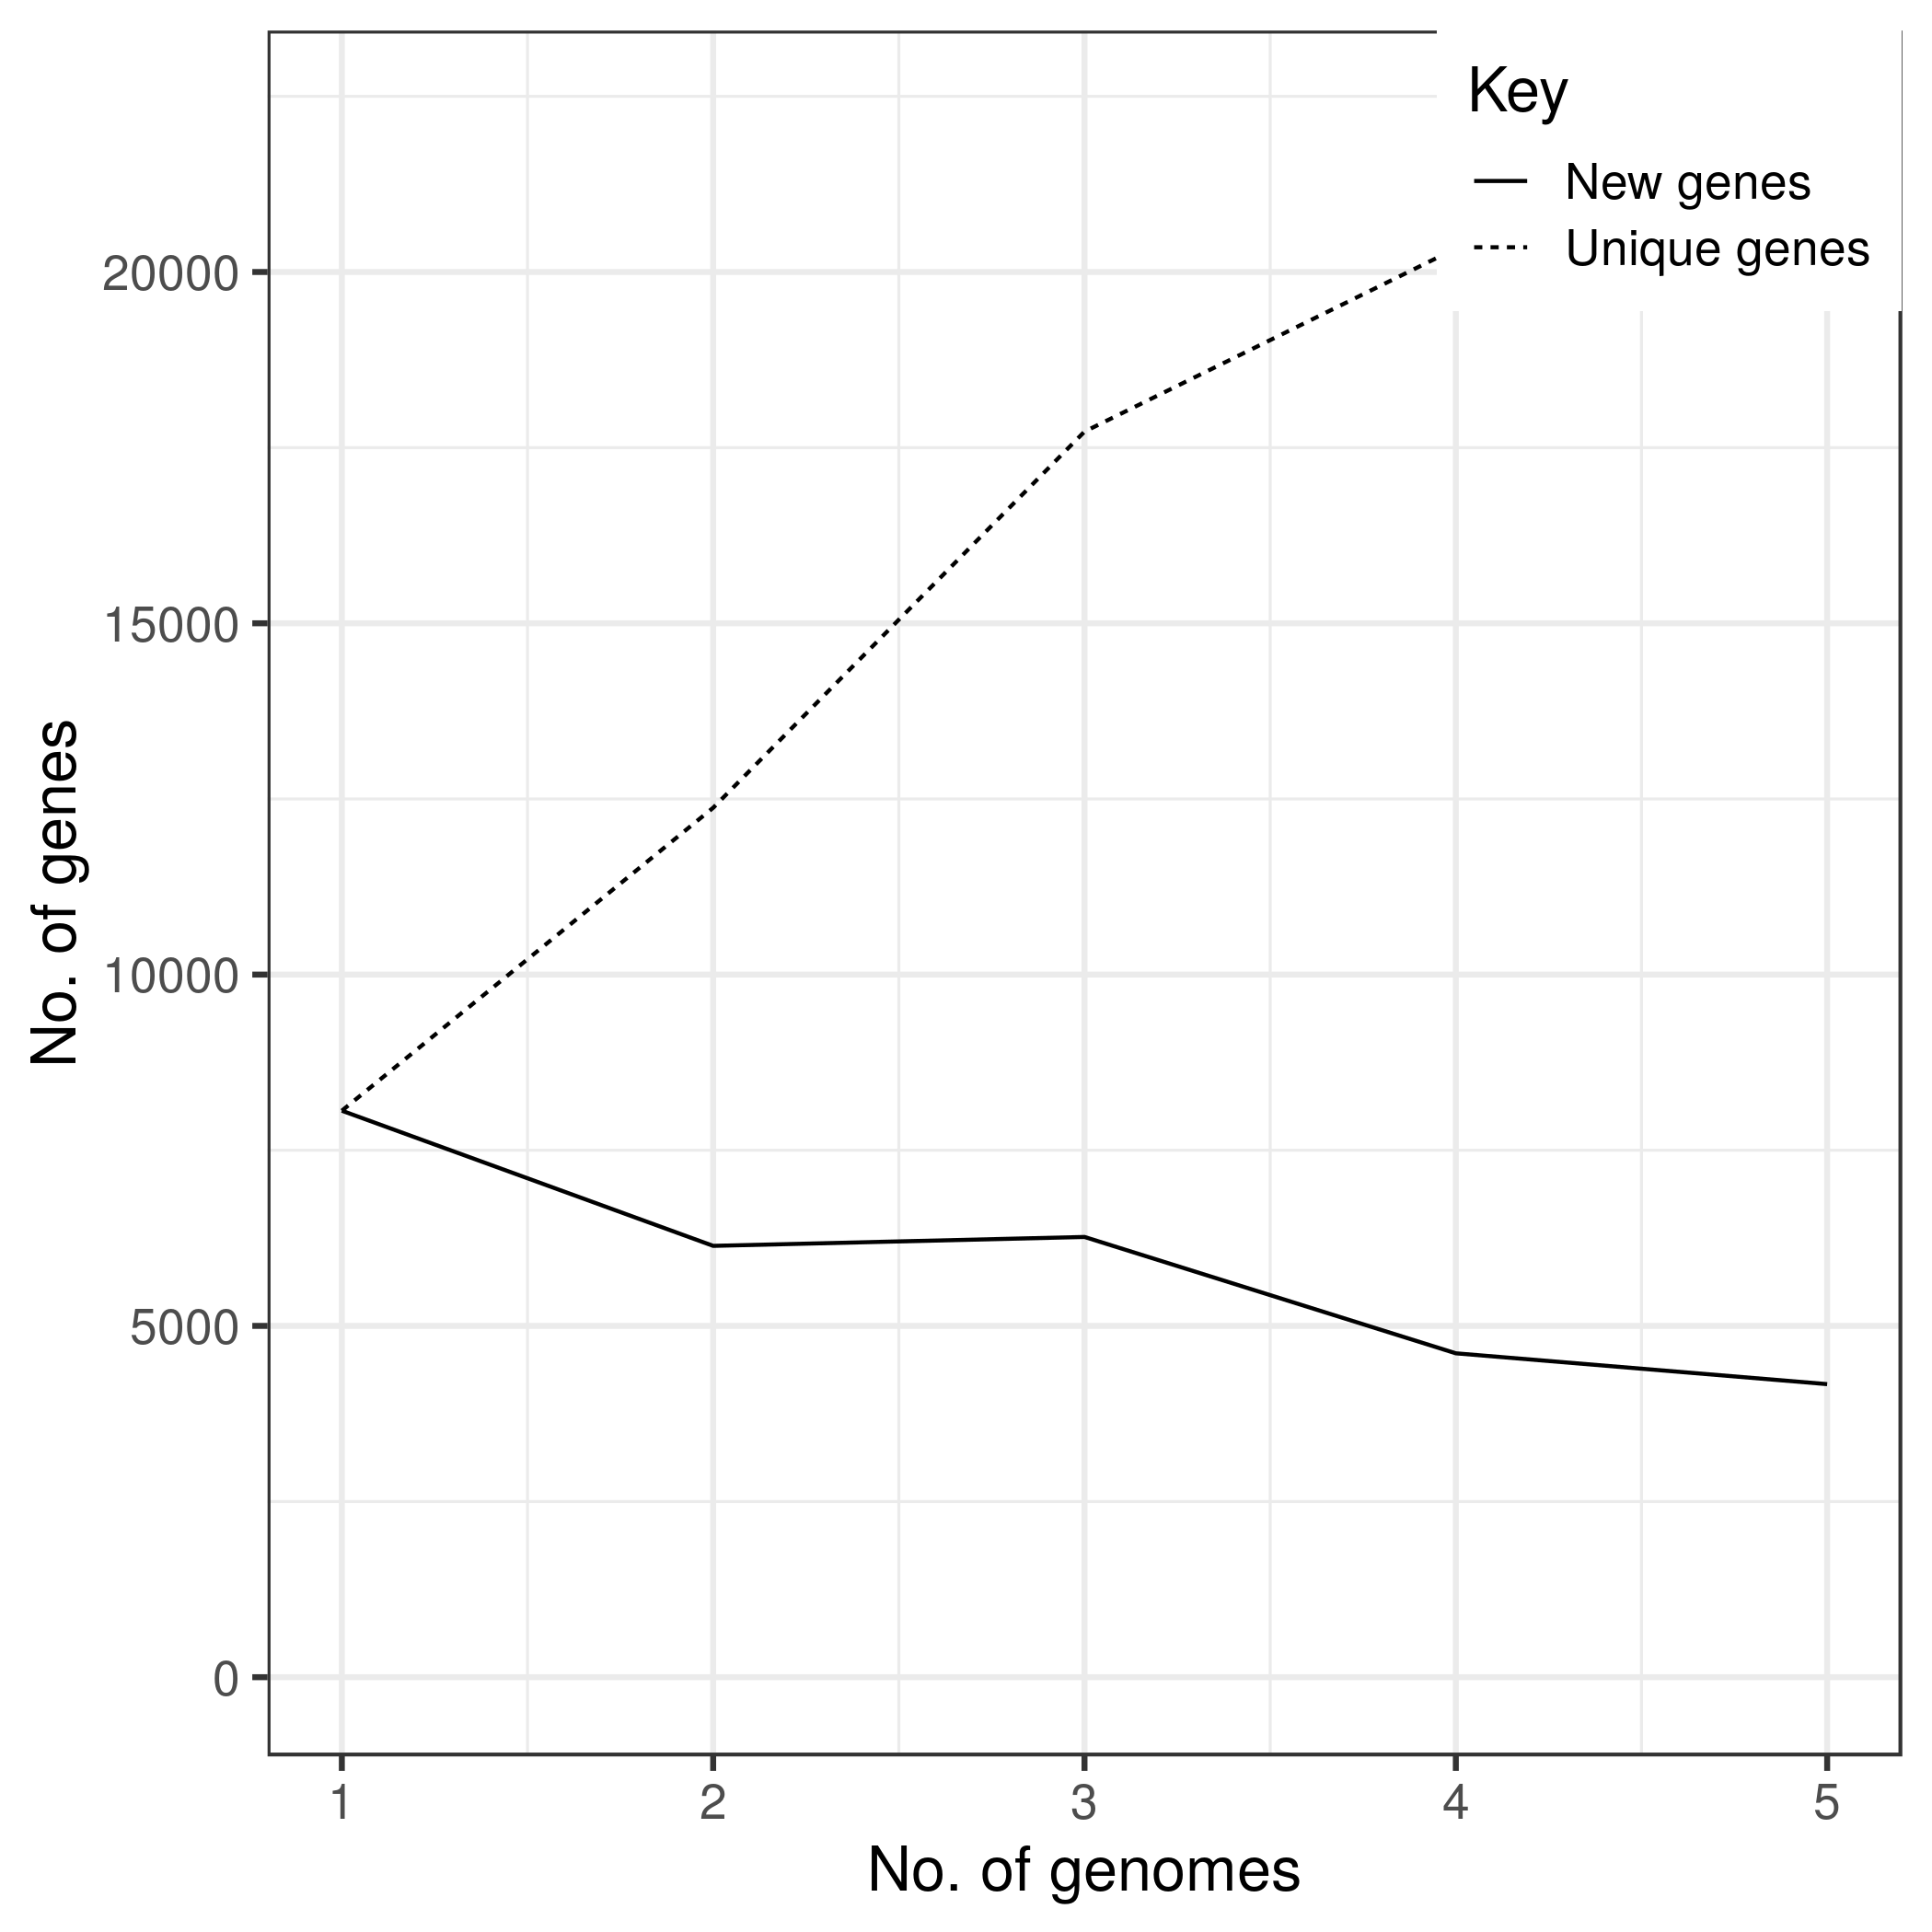 Key
New genes
Unique genes
20000
15000
10000
5000
0
No. of genes
1 2 3 4 5
No. of genomes